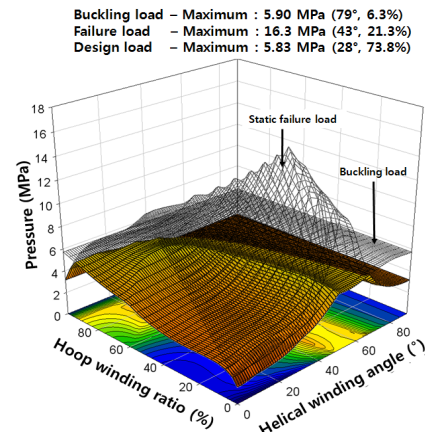 Buckling load – Maximum : 5.90 MPa (79°, 6.3%)
Failure load – Maximum : 16.3 MPa (43°, 21.3%)
Design load – Maximum : 5.83 MPa (28°, 73.8%)
Static failure load
Buckling load
Pressure (MPa)
18
16
14
12
10
8
6
4
2
0
80
60
40
20
0
Hoop winding ratio (%)
0
20
40
60
80
Helical winding angle (°)